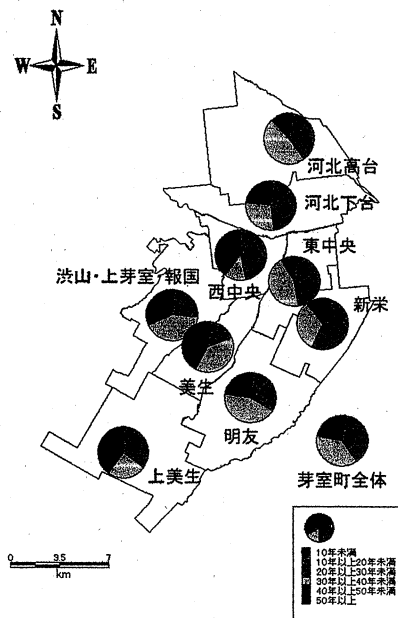 N
W E
S
河北高台
河北下台
東中央
渋山・上芽室・報国
西中央
新栄
美生
明友
上美生
芽室町全体
0 3.5 7
km
10年未満
10年以上20年未満
20年以上30年未満
30年以上40年未満
40年以上50年未満
50年以上